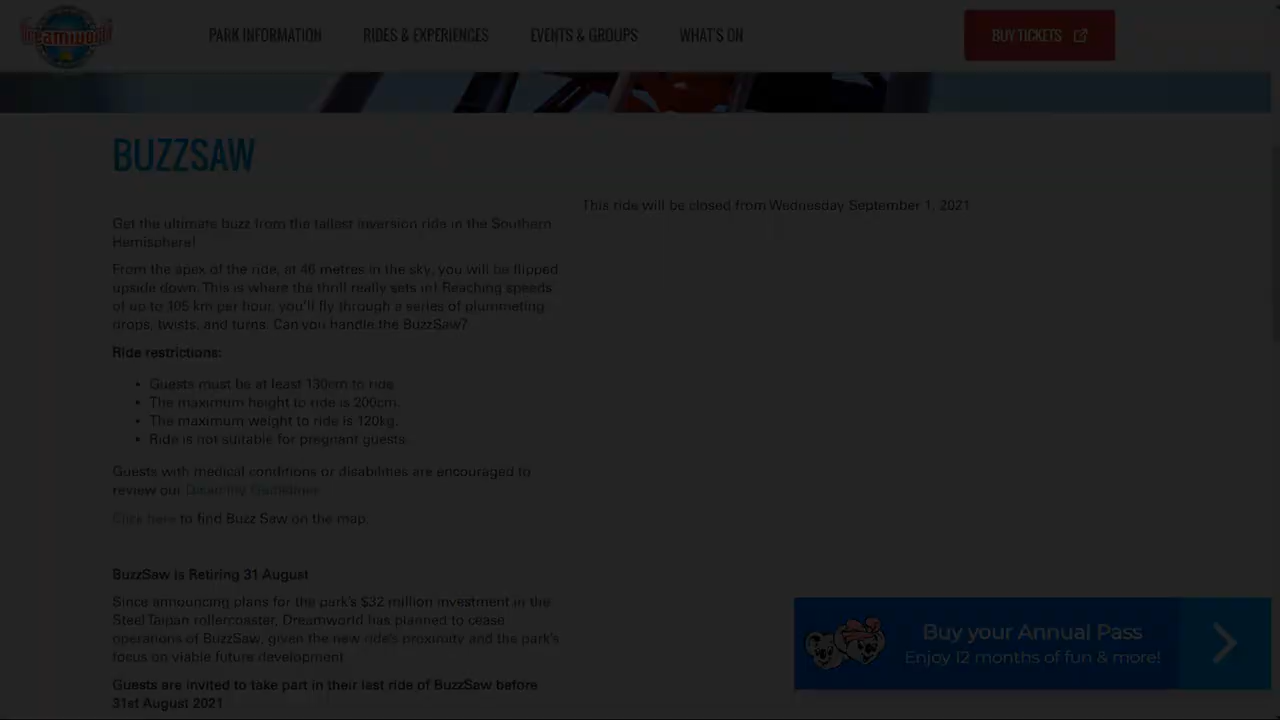 Dreamworld
PARK INFORMATION
RIDES & EXPERIENCES
EVENTS & GROUPS
WHAT'S ON
BUY TICKETS
BUZZSAW
Get the ultimate buzz from the tallest inversion ride in the Southern
Hemisphere!
From the apex of the ride, at 46 metres in the sky, you will be flipped
upside down. This is where the thrill really sets in! Reaching speeds
of up to 105 km per hour, you'll fly through a series of plummeting
drops, twists, and turns. Can you handle the BuzzSaw?
Ride restrictions:
• Guests must be at least 130cm to ride.
• The maximum height to ride is 200cm.
• The maximum weight to ride is 120kg.
• Ride is not suitable for pregnant guests.
Guests with medical conditions or disabilities are encouraged to
review our Disability Guidelines
Click here to find Buzz Saw on the map.
BuzzSaw is Retiring 31 August
Since announcing plans for the park's $32 million investment in the
Steel Taipan rollercoaster, Dreamworld has planned to cease
operations of BuzzSaw, given the new ride's proximity and the park's
focus on viable future development
Guests are invited to take part in their last ride of BuzzSaw before
31st August 2021
This ride will be closed from Wednesday September 1, 2021
Buy your Annual Pass
Enjoy 12 months of fun & more!